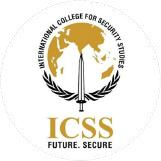 INTERNATIONAL COLLEGE FOR SECURITY STUDIES
ICSS
FUTURE. SECURE